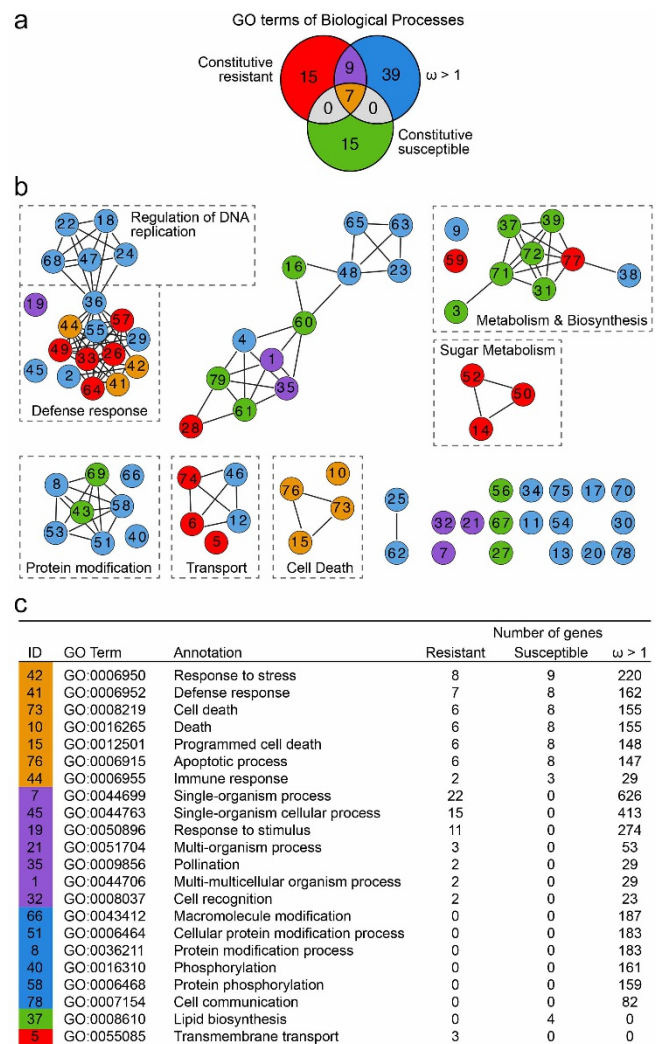 a
GO terms of Biological Processes
Constitutive
resistant
15
9
39
ω > 1
7
0
0
15
Constitutive
susceptible
b
Regulation of DNA
replication
22
18
68
47
24
36
19
44
57
55
29
49
33
26
42
45
2
64
41
Defense response
65
63
16
48
23
60
4
1
79
35
61
28
9
37
39
59
72
77
71
38
31
3
Metabolism & Biosynthesis
Sugar Metabolism
52
50
14
69
66
8
58
43
53
51
40
Protein modification
74
46
6
12
5
Transport
10
76
73
15
Cell Death
25
62
56
34
75
17
70
32
21
67
11
54
30
7
27
13
20
78
c
Number of genes
ID GO Term Annotation Resistant Susceptible ω > 1
42 GO:0006950 Response to stress 8 9 220
41 GO:0006952 Defense response 7 8 162
73 GO:0008219 Cell death 6 8 155
10 GO:0016265 Death 6 8 155
15 GO:0012501 Programmed cell death 6 8 148
76 GO:0006915 Apoptotic process 6 8 147
44 GO:0006955 Immune response 2 3 29
7 GO:0044699 Single-organism process 22 0 626
45 GO:0044763 Single-organism cellular process 15 0 413
19 GO:0050896 Response to stimulus 11 0 274
21 GO:0051704 Multi-organism process 3 0 53
35 GO:0009856 Pollination 2 0 29
1 GO:0044706 Multi-multicellular organism process 2 0 29
32 GO:0008037 Cell recognition 2 0 23
66 GO:0043412 Macromolecule modification 0 0 187
51 GO:0006464 Cellular protein modification process 0 0 183
8 GO:0036211 Protein modification process 0 0 183
40 GO:0016310 Phosphorylation 0 0 161
58 GO:0006468 Protein phosphorylation 0 0 159
78 GO:0007154 Cell communication 0 0 82
37 GO:0008610 Lipid biosynthesis 0 4 0
5 GO:0055085 Transmembrane transport 3 0 0